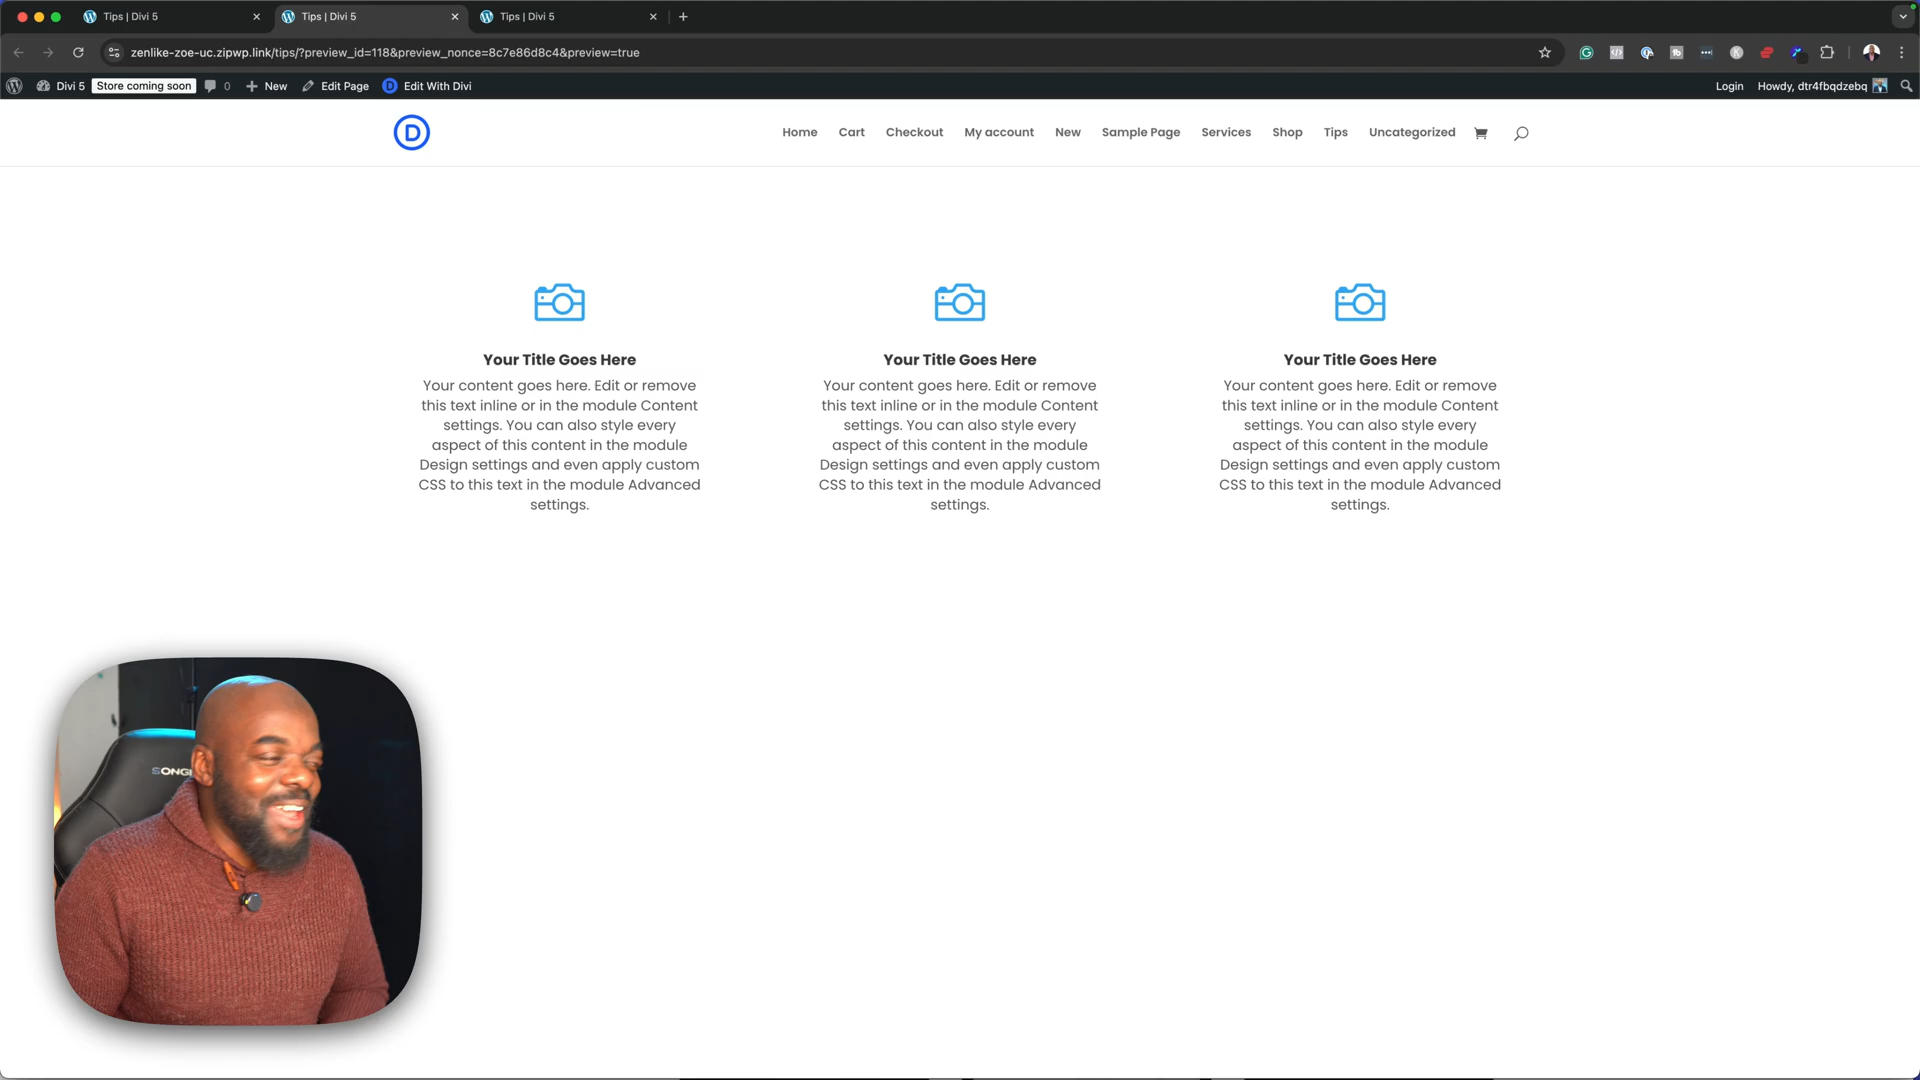 Tips | Divi 5
Tips | Divi 5
Tips | Divi 5
zenlike-zoe-uc.zipwp.link/tips/?preview_id=118&preview_nonce=8c7e86d8c4&preview=true
Divi 5 Store coming soon 0 New Edit Page D Edit With Divi Login Howdy, dtr4fbqdzebq
D Home Cart Checkout My account New Sample Page Services Shop Tips Uncategorized
Your Title Goes Here
Your content goes here. Edit or remove
this text inline or in the module Content
settings. You can also style every
aspect of this content in the module
Design settings and even apply custom
CSS to this text in the module Advanced
settings.
Your Title Goes Here
Your content goes here. Edit or remove
this text inline or in the module Content
settings. You can also style every
aspect of this content in the module
Design settings and even apply custom
CSS to this text in the module Advanced
settings.
Your Title Goes Here
Your content goes here. Edit or remove
this text inline or in the module Content
settings. You can also style every
aspect of this content in the module
Design settings and even apply custom
CSS to this text in the module Advanced
settings.